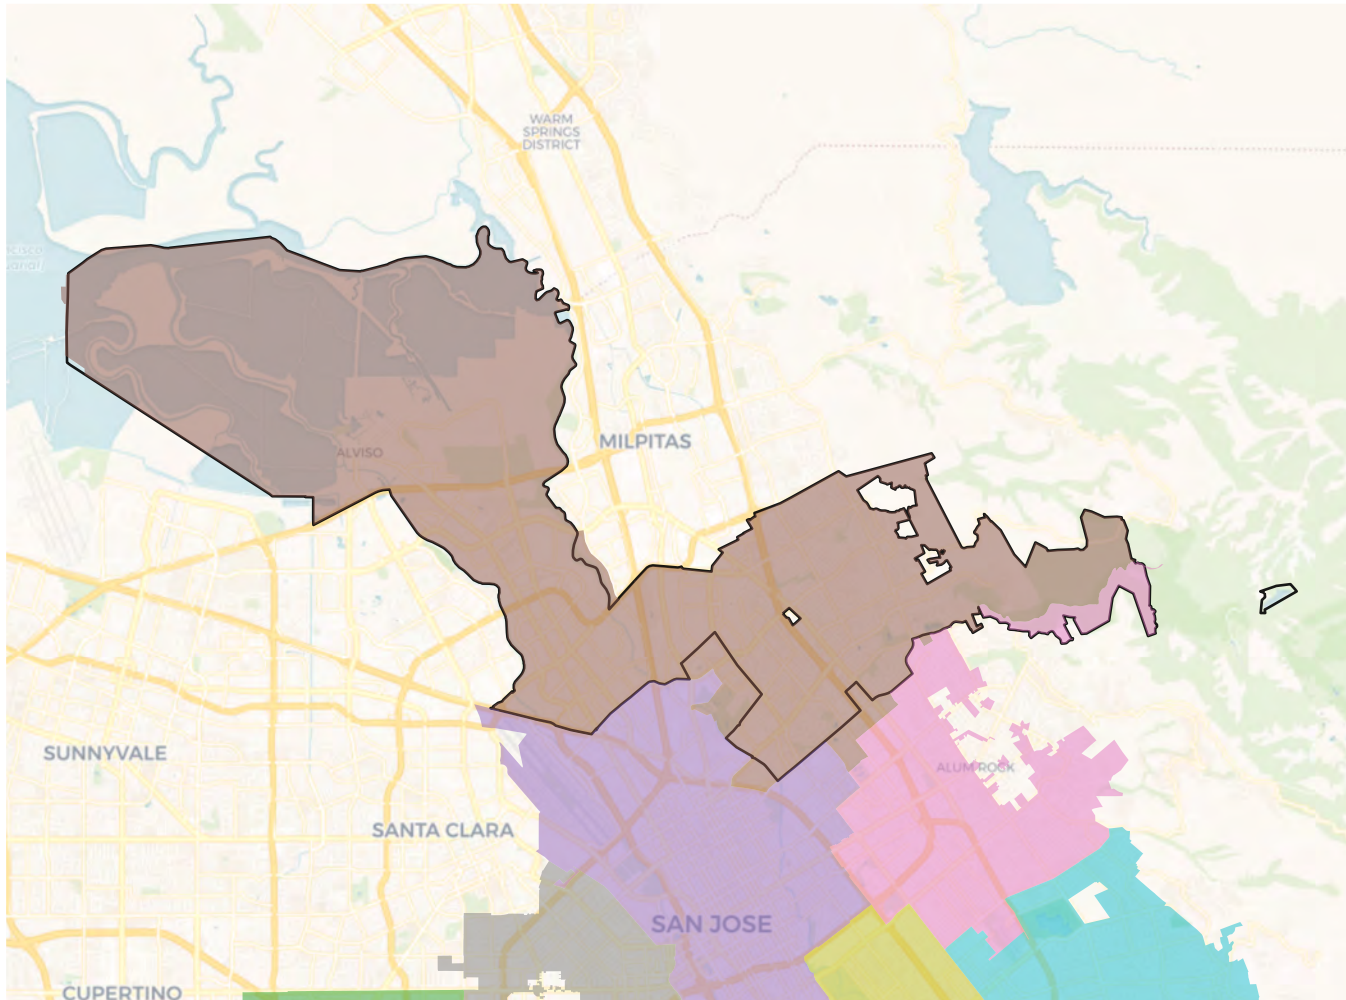 WARM
SPRINGS
DISTRICT
ALVISO
MILPITAS
SUNNYVALE
ALUM ROCK
SANTA CLARA
SAN JOSE
CUPERTINO